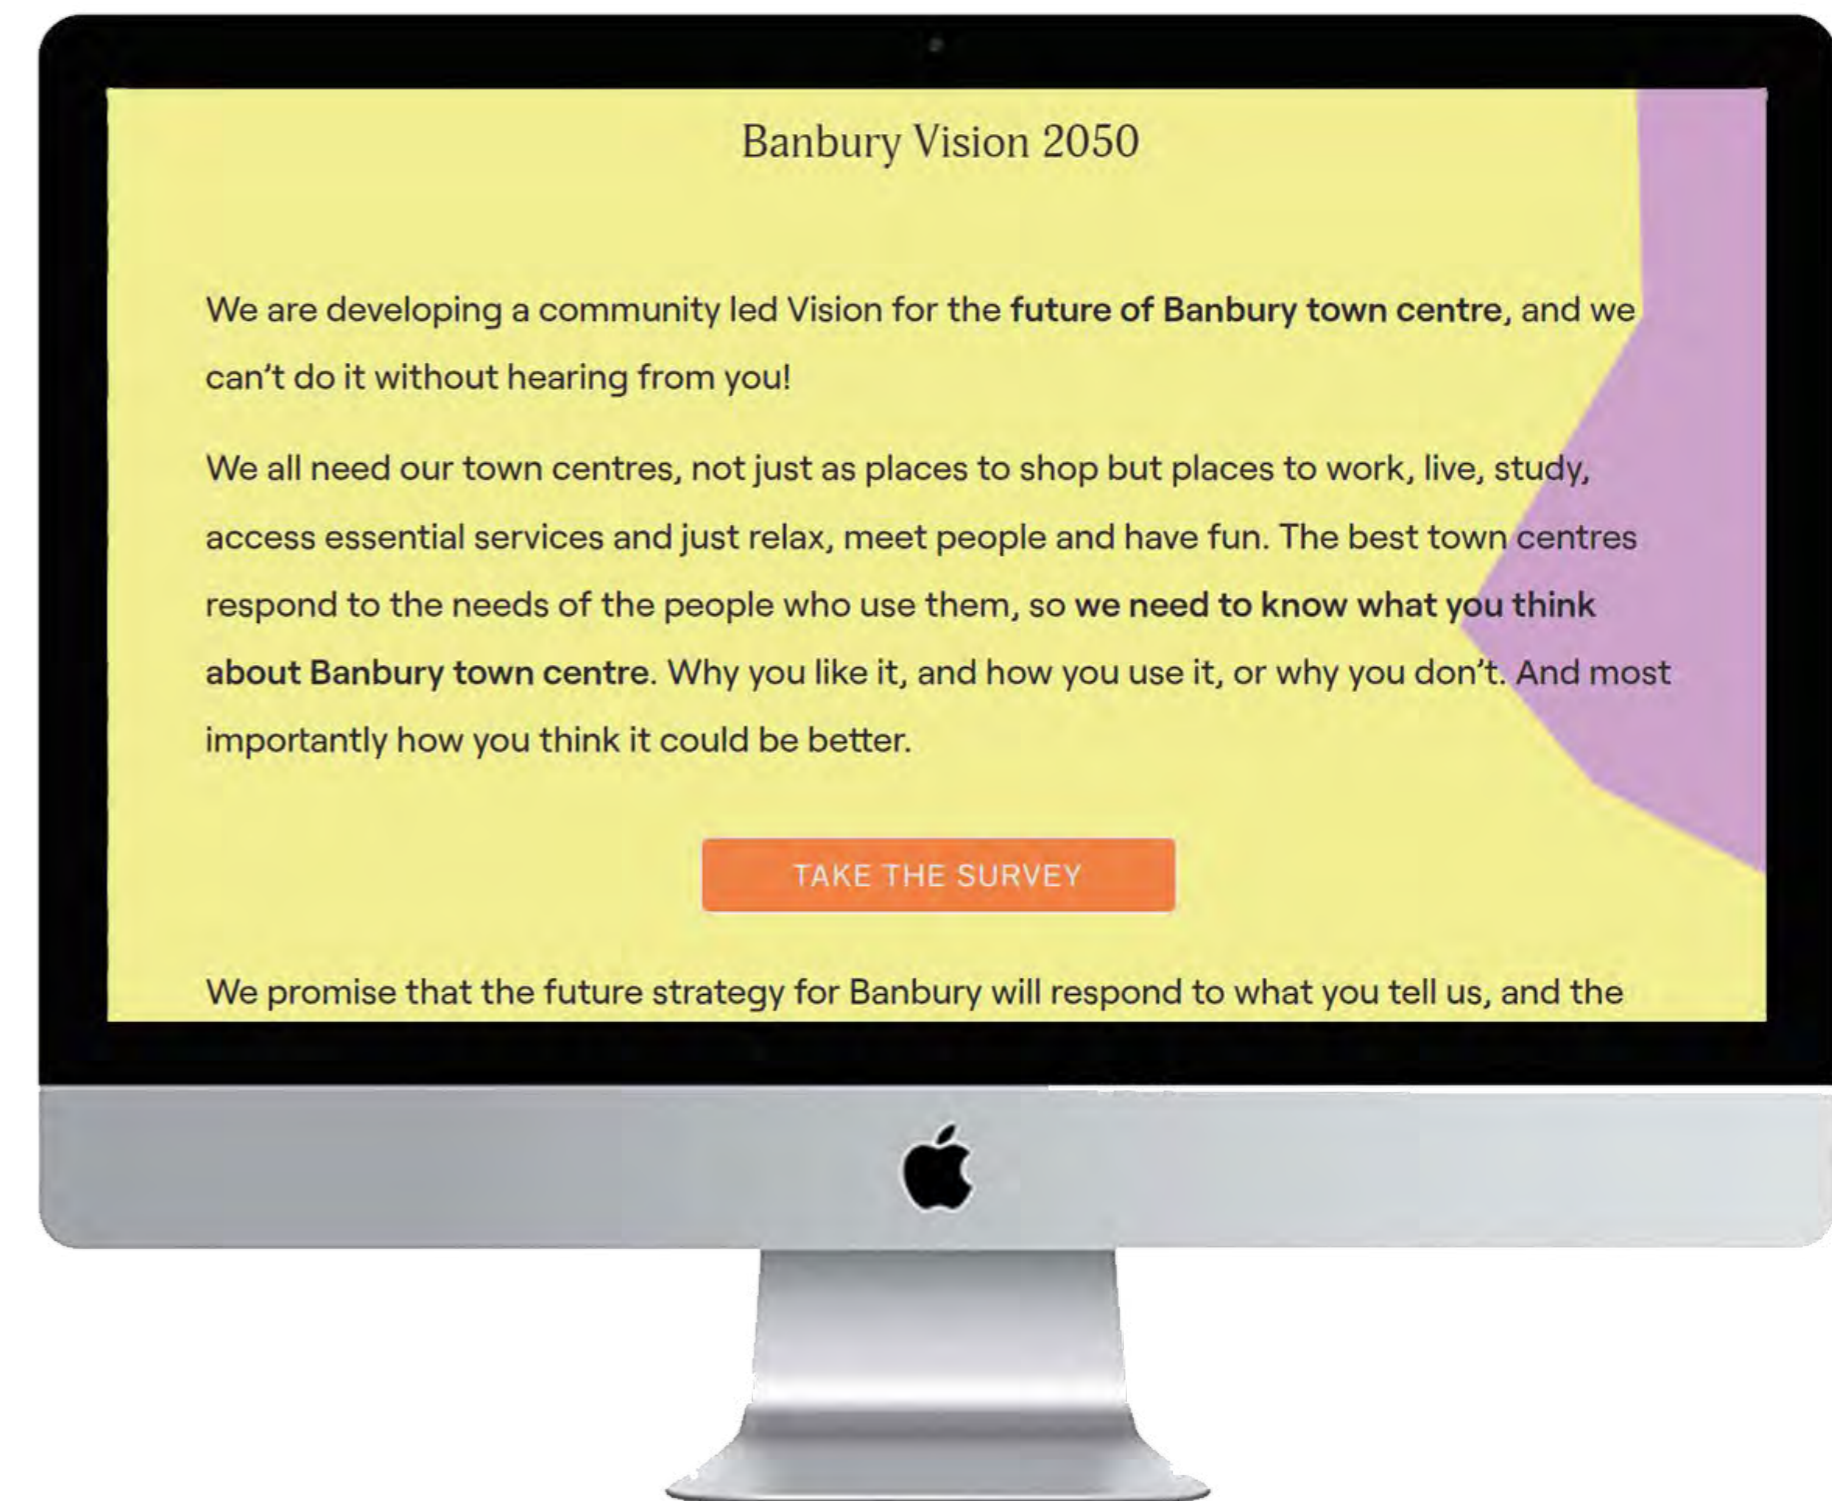 Banbury Vision 2050
We are developing a community led Vision for the future of Banbury town centre, and we
can't do it without hearing from you!
We all need our town centres, not just as places to shop but places to work, live, study,
access essential services and just relax, meet people and have fun. The best town centres
respond to the needs of the people who use them, so we need to know what you think
about Banbury town centre. Why you like it, and how you use it, or why you don't. And most
importantly how you think it could be better.
TAKE THE SURVEY
We promise that the future strategy for Banbury will respond to what you tell us, and the